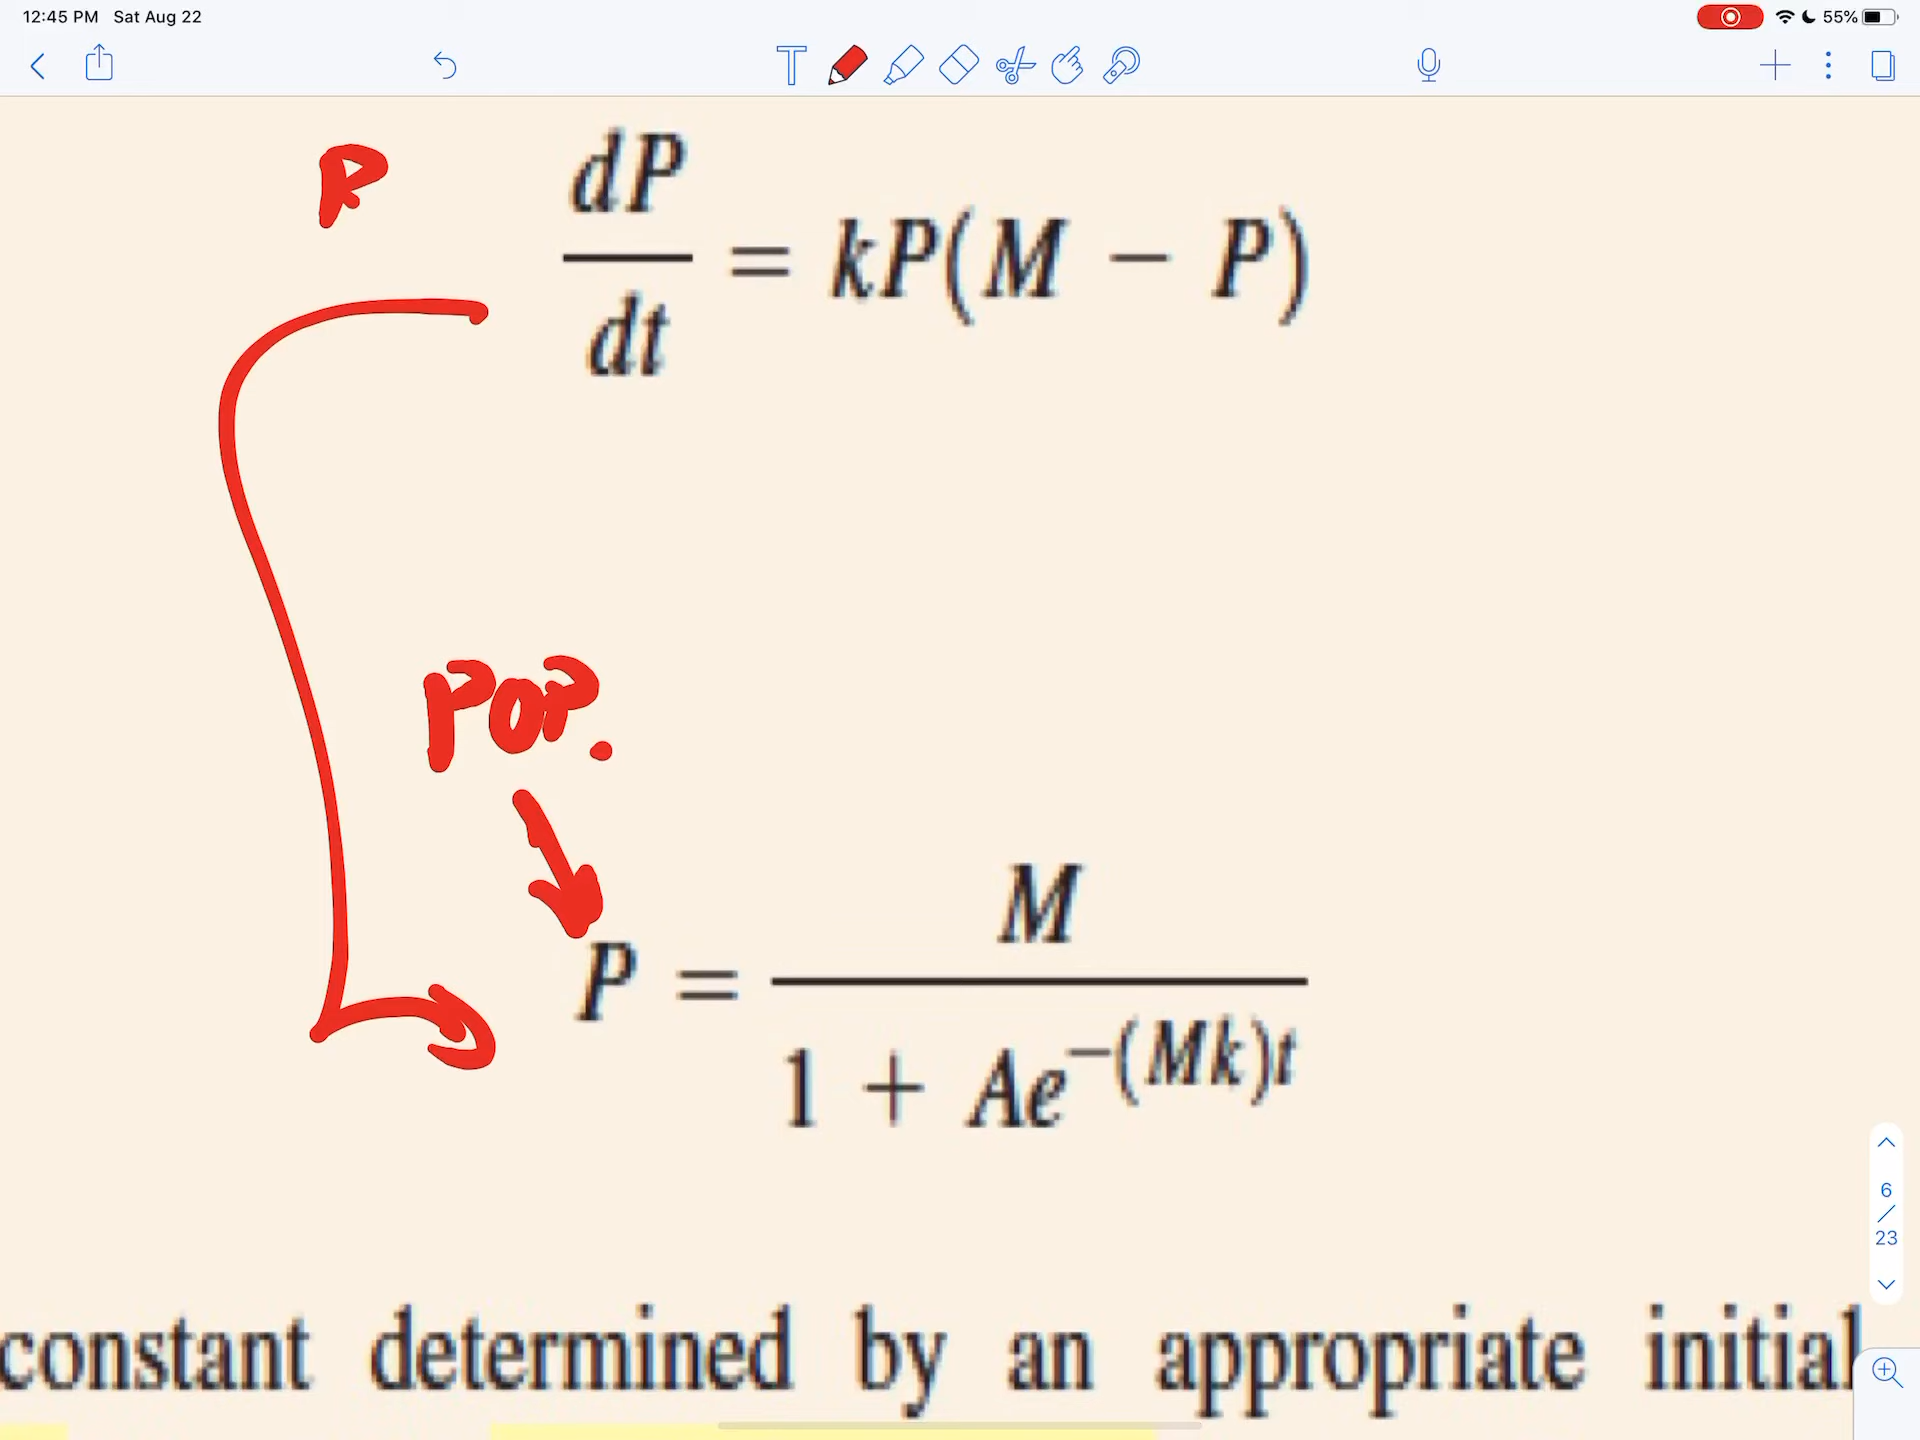 12:45 PM Sat Aug 22 55%
T
R
dP/dt = kP(M − P)
POP.
P = M/(1 + Ae^−(Mk)t)
6
/
23
constant determined by an appropriate initial